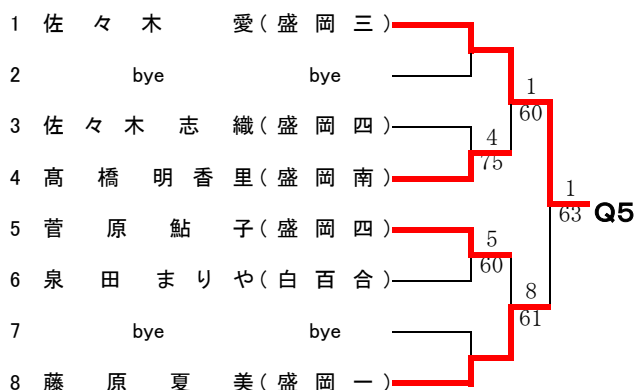 1 佐々木 愛(盛岡三)
2 bye bye
3 佐々木志織(盛岡四)
4 髙橋明香里(盛岡南)
5 菅原鮎子(盛岡四)
6 泉田まりや(白百合)
7 bye bye
8 藤原夏美(盛岡一)
1
60
4
75
5
60
8
61
1
63
Q5